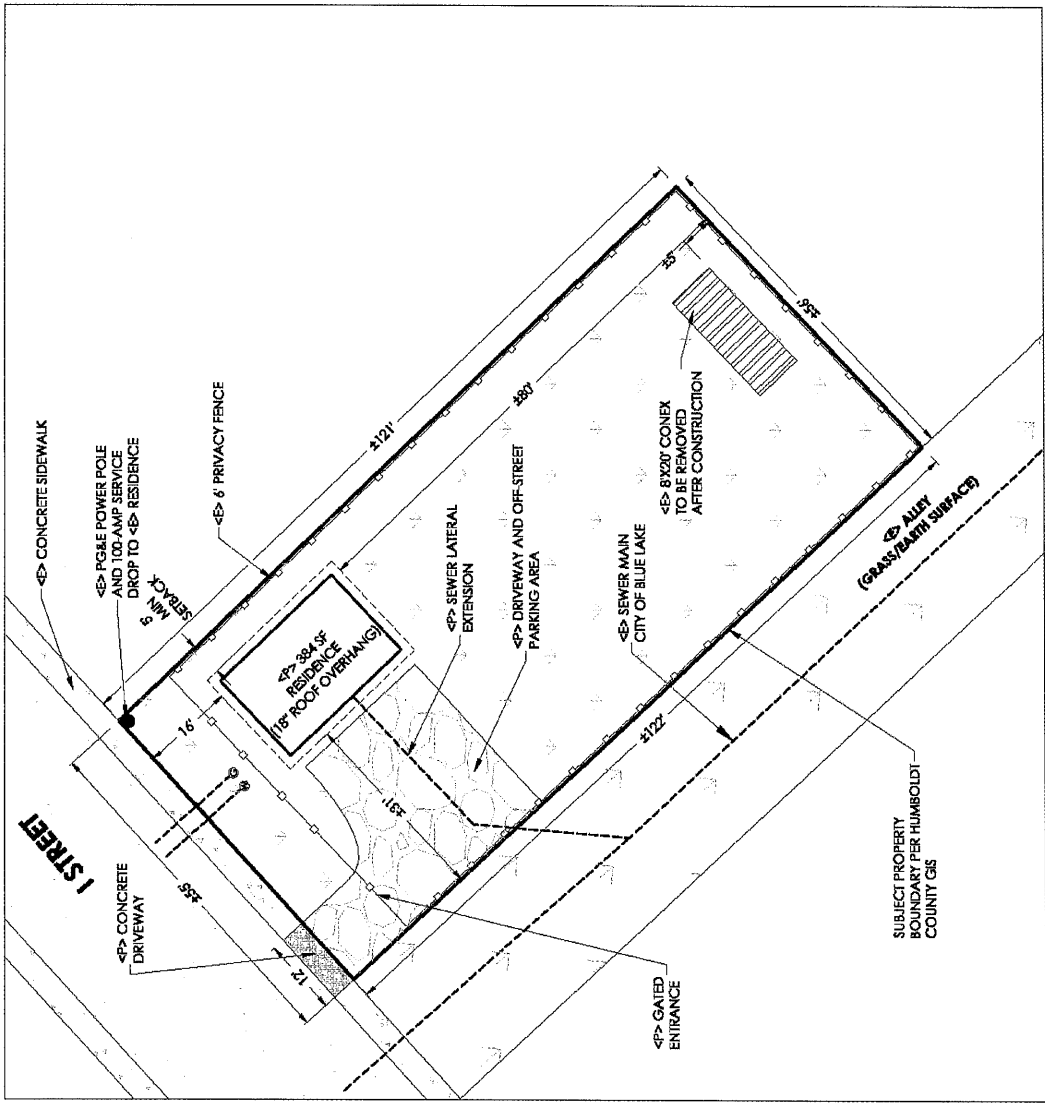 <E> CONCRETE SIDEWALK
<E> PG&E POWER POLE
AND 100-AMP SERVICE
DROP TO <E> RESIDENCE
<E> 6' PRIVACY FENCE
I STREET
±55'
<P> CONCRETE
DRIVEWAY
12'
16'
5'
MIN
SETBACK
±121'
<P> 384 SF
RESIDENCE
(18" ROOF OVERHANG)
±31'
±80'
±5'
±56'
<P> SEWER LATERAL
EXTENSION
<P> DRIVEWAY AND OFF-STREET
PARKING AREA
<E> 8'X20' CONEX
TO BE REMOVED
AFTER CONSTRUCTION
<E> SEWER MAIN
CITY OF BLUE LAKE
±122'
<E> ALLEY
(GRASS/EARTH SURFACE)
<P> GATED
ENTRANCE
SUBJECT PROPERTY
BOUNDARY PER HUMBOLDT
COUNTY GIS